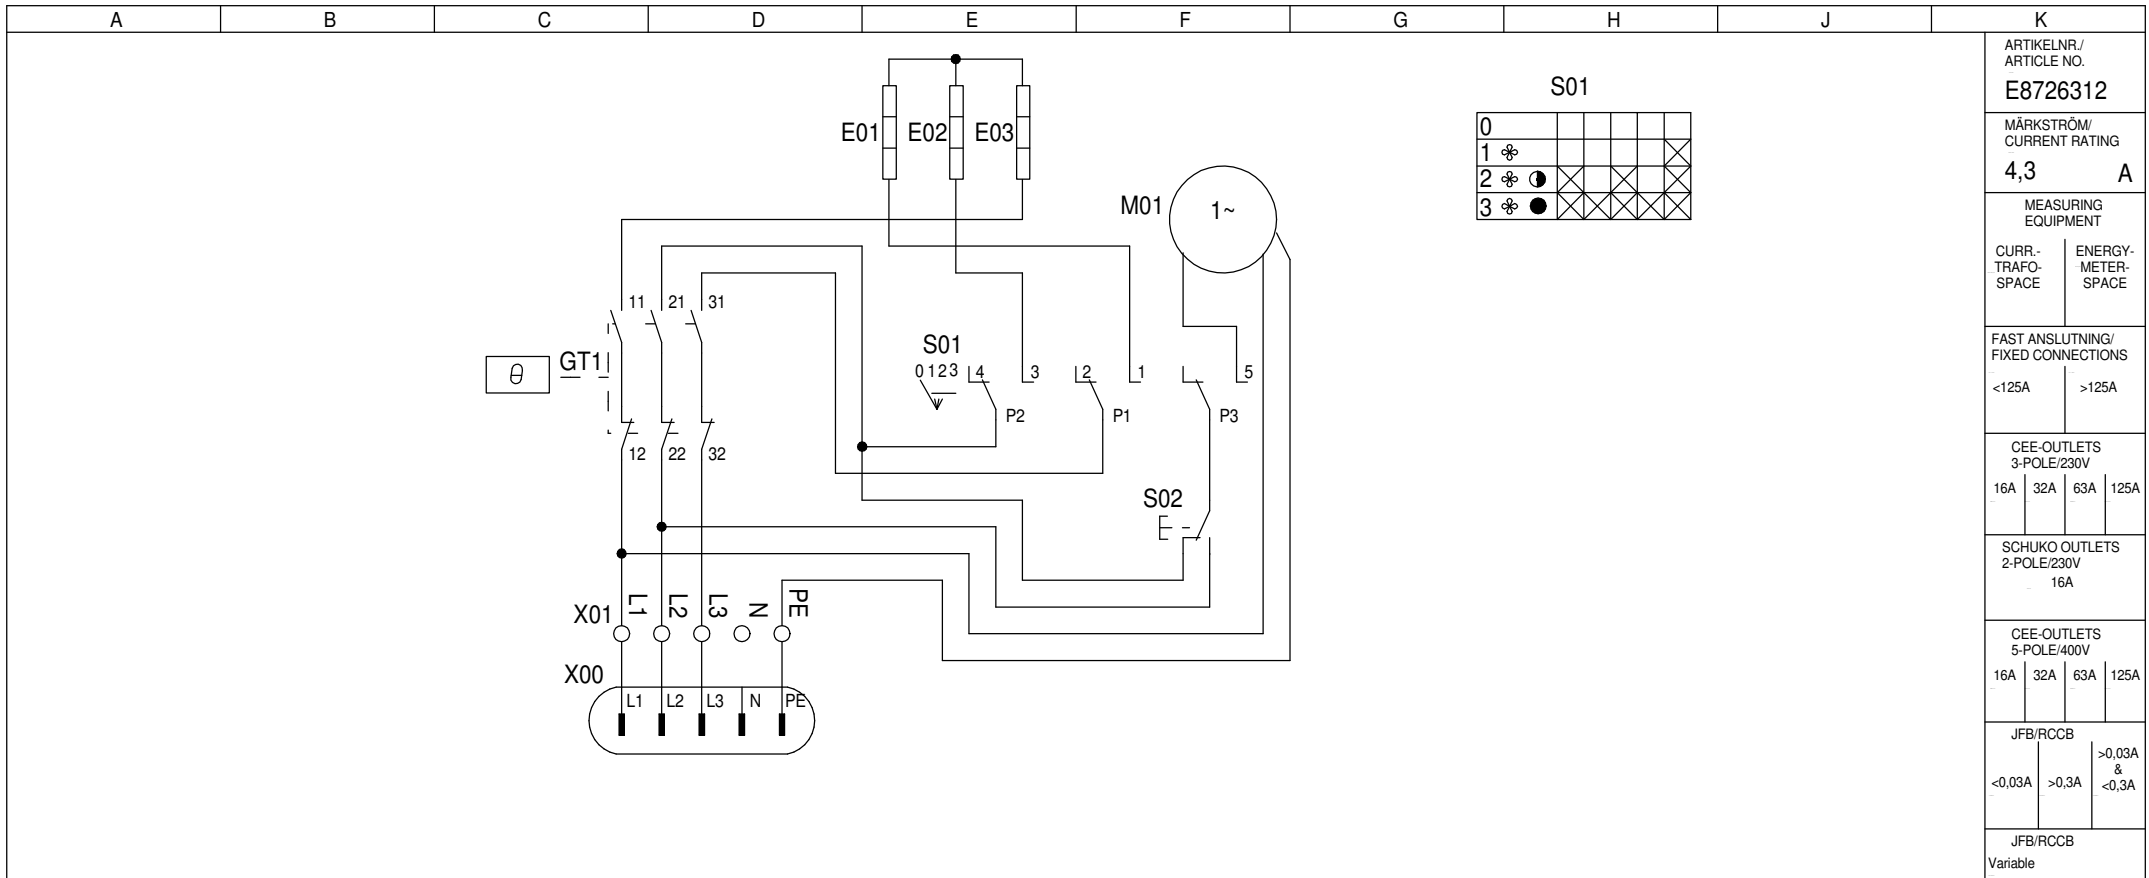 A B C D E F G H J K
ARTIKELNR./
ARTICLE NO.
E8726312
MÄRKSTRÖM/
CURRENT RATING
4,3 A
MEASURING
EQUIPMENT
CURR.-
TRAFO-
SPACE
ENERGY-
METER-
SPACE
FAST ANSLUTNING/
FIXED CONNECTIONS
<125A >125A
CEE-OUTLETS
3-POLE/230V
16A 32A 63A 125A
SCHUKO OUTLETS
2-POLE/230V
16A
CEE-OUTLETS
5-POLE/400V
16A 32A 63A 125A
JFB/RCCB
<0,03A >0,3A
>0,03A
&
<0,3A
JFB/RCCB
Variable
S01
0
1
2
3
E01 E02 E03
M01 1~
11 21 31
GT1
θ
S01
0 1 2 3 4 3 2 1 5
P2 P1 P3
12 22 32
S02
X01 L1 L2 L3 N PE
X00
L1 L2 L3 N PE